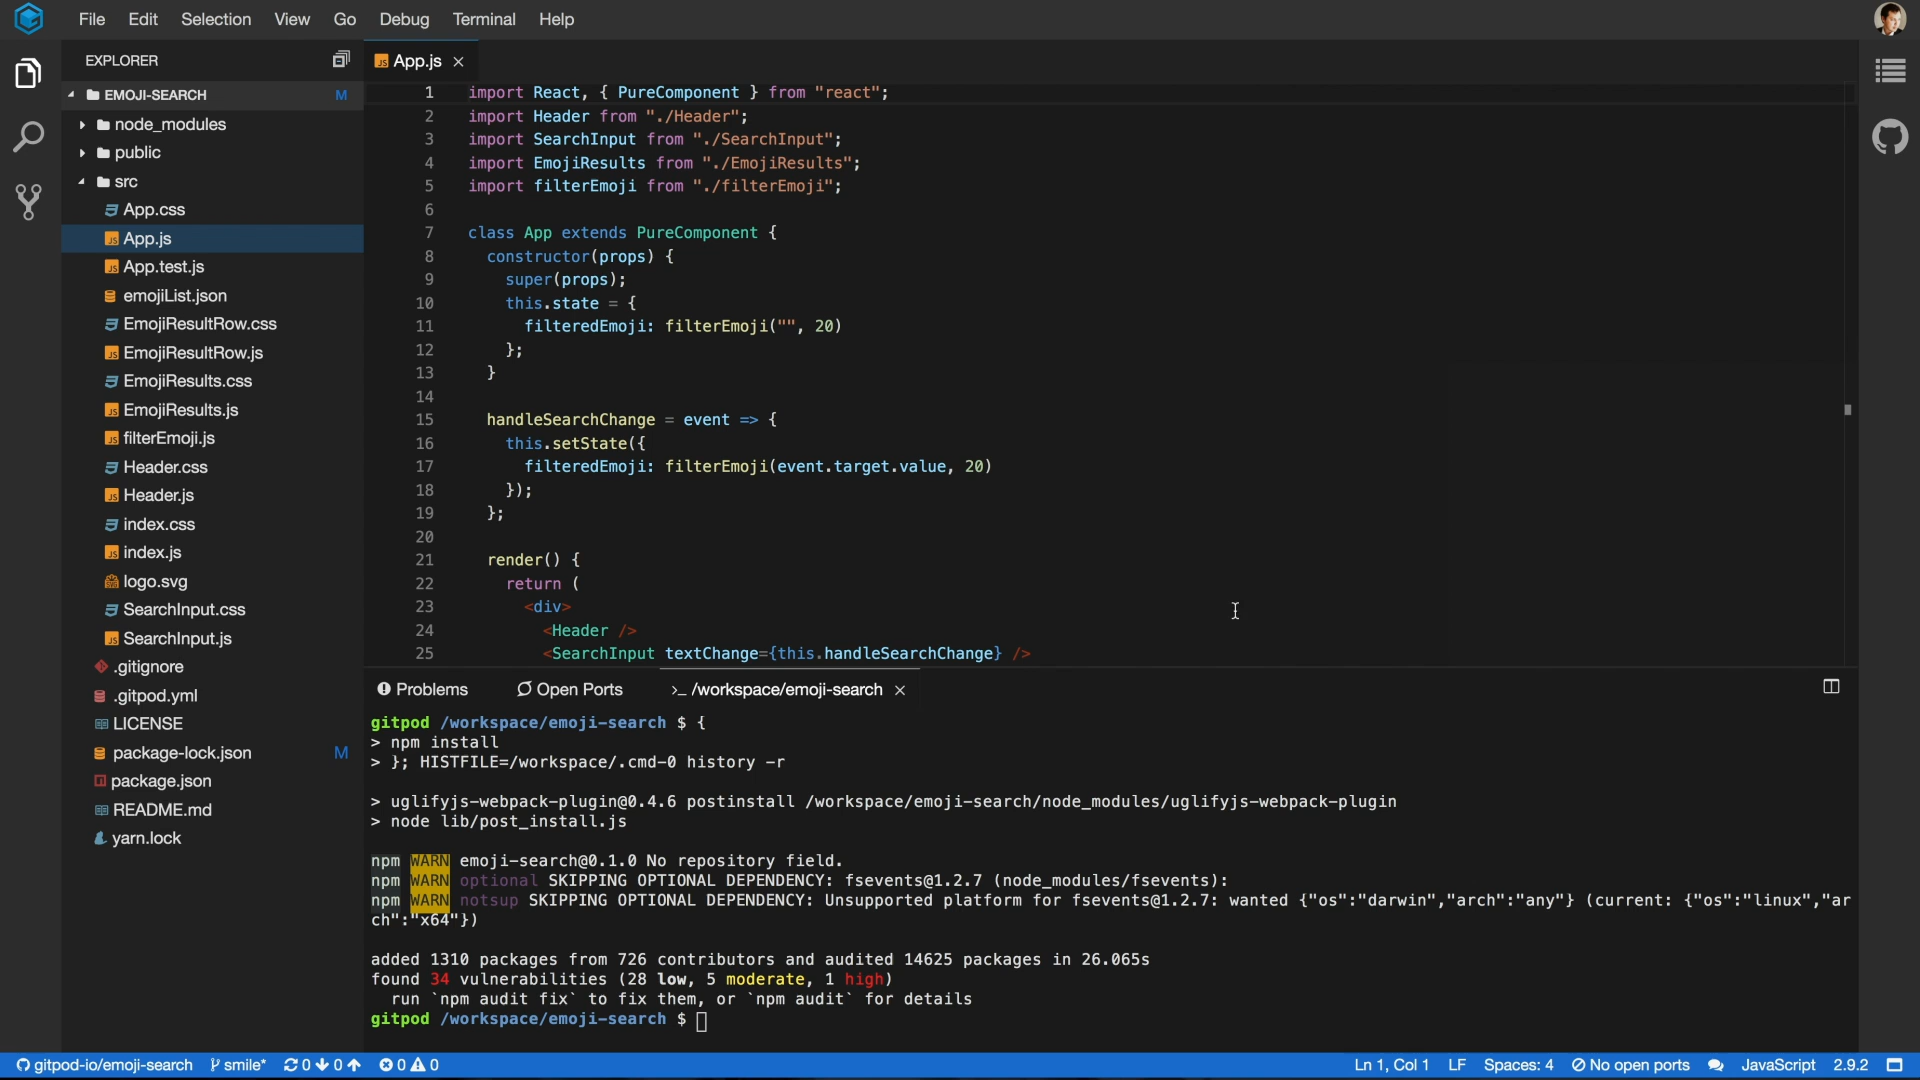 File Edit Selection View Go Debug Terminal Help
EXPLORER
EMOJI-SEARCH M
node_modules
public
src
App.css
App.js
App.test.js
emojiList.json
EmojiResultRow.css
EmojiResultRow.js
EmojiResults.css
EmojiResults.js
filterEmoji.js
Header.css
Header.js
index.css
index.js
logo.svg
SearchInput.css
SearchInput.js
.gitignore
.gitpod.yml
LICENSE
package-lock.json M
package.json
README.md
yarn.lock
JS App.js ×
1 import React, { PureComponent } from "react";
2 import Header from "./Header";
3 import SearchInput from "./SearchInput";
4 import EmojiResults from "./EmojiResults";
5 import filterEmoji from "./filterEmoji";
6
7 class App extends PureComponent {
8   constructor(props) {
9     super(props);
10     this.state = {
11       filteredEmoji: filterEmoji("", 20)
12     };
13   }
14
15   handleSearchChange = event => {
16     this.setState({
17       filteredEmoji: filterEmoji(event.target.value, 20)
18     });
19   };
20
21   render() {
22     return (
23       <div>
24         <Header />
25         <SearchInput textChange={this.handleSearchChange} />
Problems Open Ports >_ /workspace/emoji-search ×
gitpod /workspace/emoji-search $ {
> npm install
> }; HISTFILE=/workspace/.cmd-0 history -r
> uglifyjs-webpack-plugin@0.4.6 postinstall /workspace/emoji-search/node_modules/uglifyjs-webpack-plugin
> node lib/post_install.js
npm WARN emoji-search@0.1.0 No repository field.
npm WARN optional SKIPPING OPTIONAL DEPENDENCY: fsevents@1.2.7 (node_modules/fsevents):
npm WARN notsup SKIPPING OPTIONAL DEPENDENCY: Unsupported platform for fsevents@1.2.7: wanted {"os":"darwin","arch":"any"} (current: {"os":"linux","ar
ch":"x64"})
added 1310 packages from 726 contributors and audited 14625 packages in 26.065s
found 34 vulnerabilities (28 low, 5 moderate, 1 high)
  run `npm audit fix` to fix them, or `npm audit` for details
gitpod /workspace/emoji-search $
gitpod-io/emoji-search smile* 0 0 0 0 Ln 1, Col 1 LF Spaces: 4 No open ports JavaScript 2.9.2